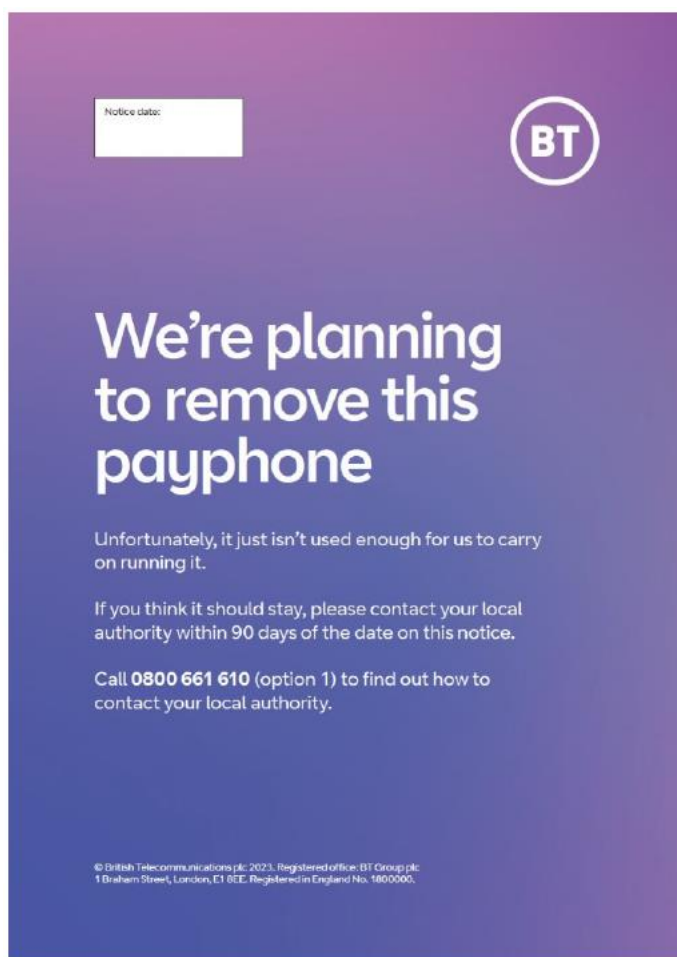 Notice date:
BT
We're planning
to remove this
payphone
Unfortunately, it just isn't used enough for us to carry
on running it.
If you think it should stay, please contact your local
authority within 90 days of the date on this notice.
Call 0800 661 610 (option 1) to find out how to
contact your local authority.
© British Telecommunications plc 2023. Registered office: BT Group plc
1 Braham Street, London, E1 8EE. Registered in England No. 1800000.